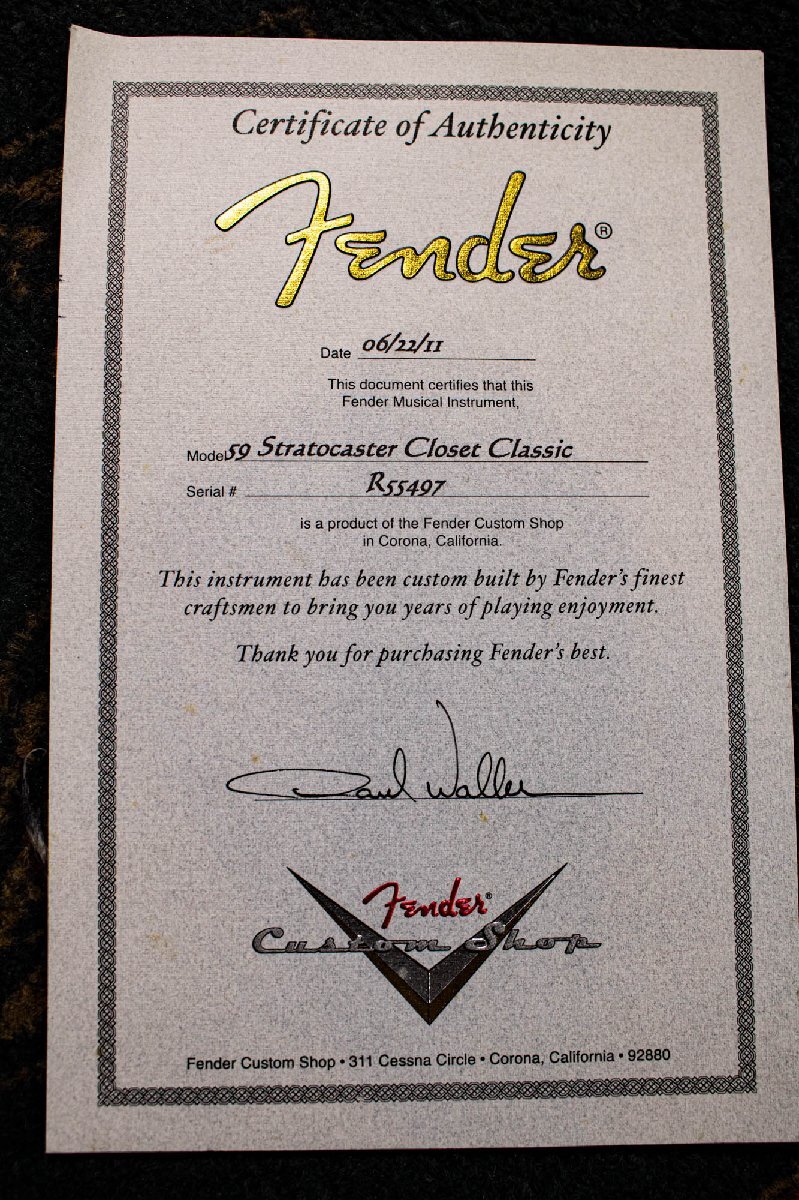 Certificate of Authenticity
Fender®
Date 06/22/11
This document certifies that this
Fender Musical Instrument,
Model 59 Stratocaster Closet Classic
Serial # R55497
is a product of the Fender Custom Shop
in Corona, California.
This instrument has been custom built by Fender's finest
craftsmen to bring you years of playing enjoyment.
Thank you for purchasing Fender's best.
Paul Waller
Fender®
Custom Shop
Fender Custom Shop • 311 Cessna Circle • Corona, California • 92880